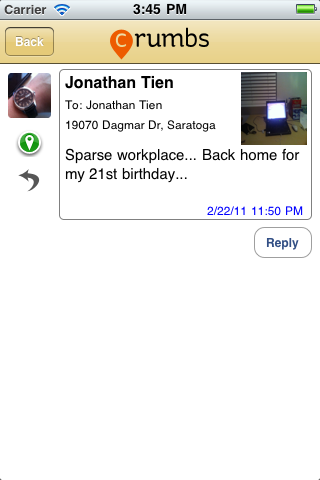 Carrier 3:45 PM
Back
crumbs
Jonathan Tien
To: Jonathan Tien
19070 Dagmar Dr, Saratoga
Sparse workplace... Back home for
my 21st birthday...
2/22/11 11:50 PM
Reply